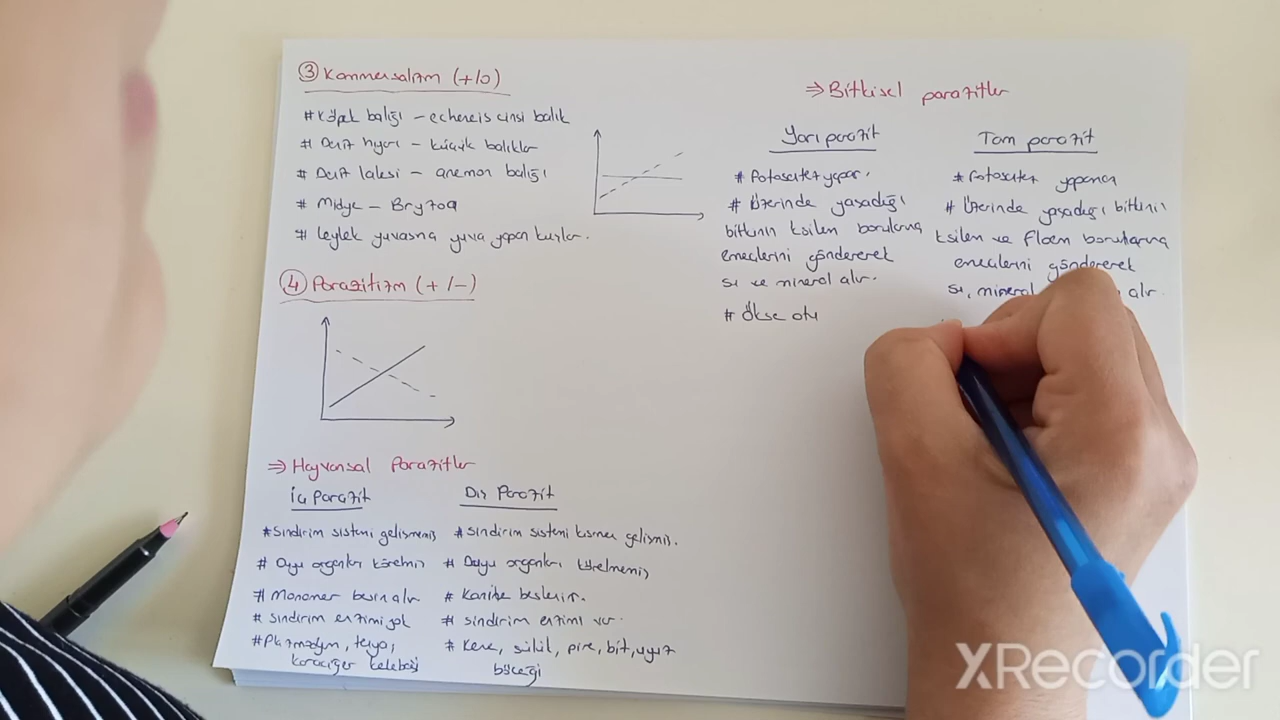 ③ Kommensalizm (+/0)
# Köpek balığı - echeneis cinsi balık
# Deniz hıyarı - küçük balıklar
# Deniz lalesi - anemon balığı
# Midye - Bryzoa
# Leylek yuvasına yuva yapan kuşlar.
④ Parazitizm (+/-)
⇒ Hayvansal Parazitler
İç Parazit
* Sindirim sistemi gelişmemiş
# Duyu organları körelmiş
# Monomer besin alır
# Sindirim enzimi yok
# Plazmodyum, tenya,
karaciğer kelebeği
Dış Parazit
* Sindirim sistemi kısmen gelişmiş.
# Duyu organları körelmemiş
# Kanla beslenir.
# Sindirim enzimi var.
# Kene, sülük, pire, bit, uyuz
böceği
⇒ Bitkisel parazitler
Yarı parazit
* Fotosentez yapar.
# Üzerinde yaşadığı
bitkinin ksilem borularına
emeçlerini göndererek
su ve mineral alır.
# Ökse otu
Tam parazit
* Fotosentez yapamaz
# Üzerinde yaşadığı bitkinin
ksilem ve floem borularına
emeçlerini göndererek
su, mineral alır.
XRecorder